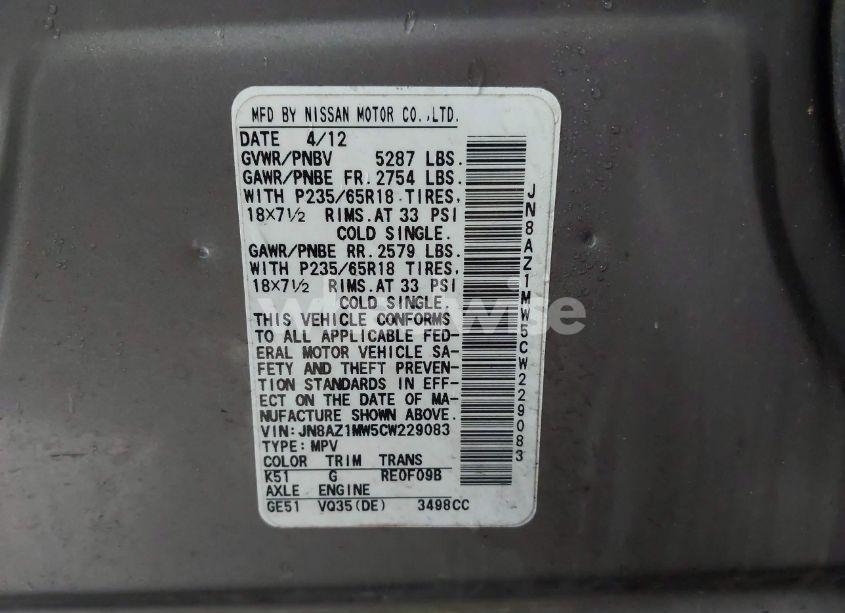 MFD BY NISSAN MOTOR CO.,LTD.
DATE 4/12
GVWR/PNBV 5287 LBS.
GAWR/PNBE FR. 2754 LBS.
WITH P235/65R18 TIRES,
18×7½ RIMS.AT 33 PSI
COLD SINGLE.
GAWR/PNBE RR. 2579 LBS.
WITH P235/65R18 TIRES,
18×7½ RIMS.AT 33 PSI
COLD SINGLE.
THIS VEHICLE CONFORMS
TO ALL APPLICABLE FED-
ERAL MOTOR VEHICLE SA-
FETY AND THEFT PREVEN-
TION STANDARDS IN EFF-
ECT ON THE DATE OF MA-
NUFACTURE SHOWN ABOVE.
VIN:JN8AZ1MW5CW229083
TYPE:MPV
COLOR TRIM TRANS
K51 G RE0F09B
AXLE ENGINE
GE51 VQ35(DE) 3498CC
JN8AZ1MW5CW229083